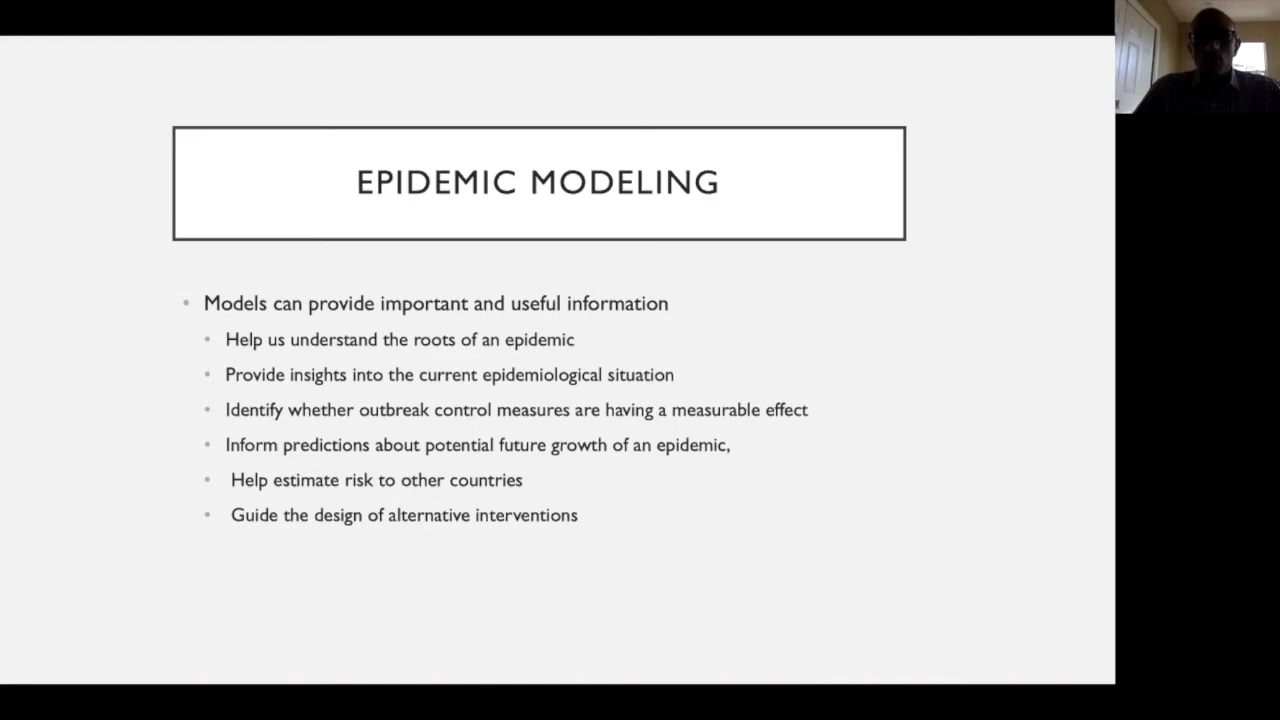 EPIDEMIC MODELING
• Models can provide important and useful information
• Help us understand the roots of an epidemic
• Provide insights into the current epidemiological situation
• Identify whether outbreak control measures are having a measurable effect
• Inform predictions about potential future growth of an epidemic,
• Help estimate risk to other countries
• Guide the design of alternative interventions